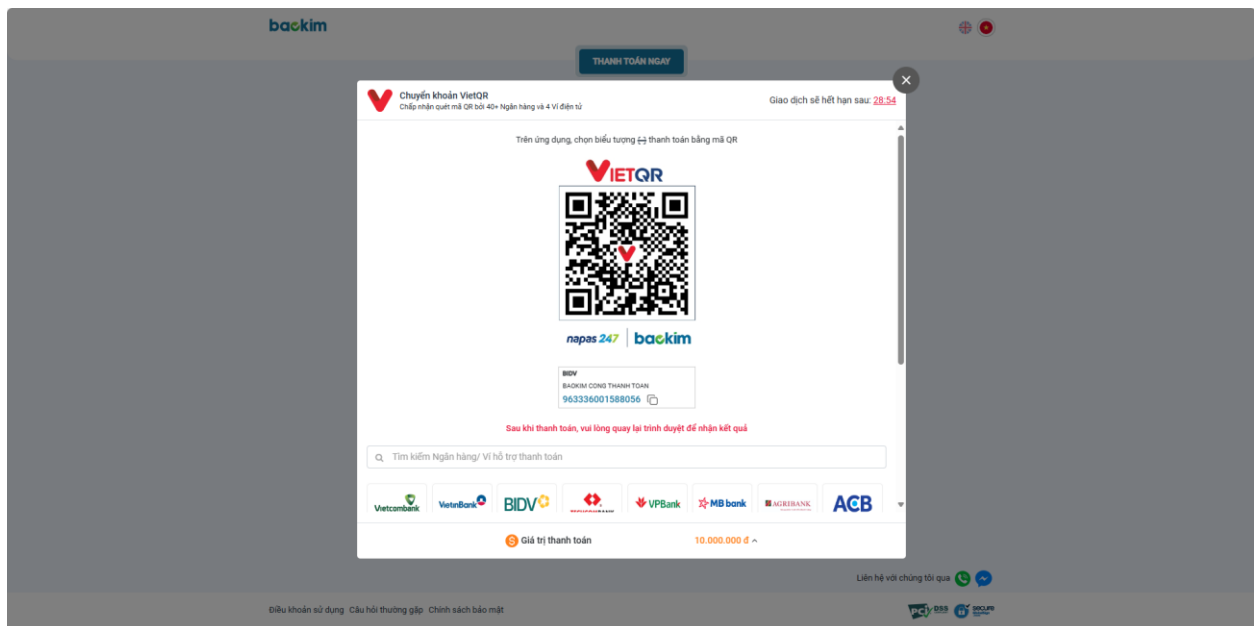 baokim
THANH TOÁN NGAY
Chuyển khoản VietQR
Chấp nhận quét mã QR bởi 40+ Ngân hàng và 4 Ví điện tử
Giao dịch sẽ hết hạn sau: 28:54
Trên ứng dụng, chọn biểu tượng thanh toán bằng mã QR
VIETQR
napas 247 baokim
BIDV
BAOKIM CONG THANH TOAN
963336001588056
Sau khi thanh toán, vui lòng quay lại trình duyệt để nhận kết quả
Tìm kiếm Ngân hàng/ Ví hỗ trợ thanh toán
Vietcombank VietinBank BIDV VPBank MB bank AGRIBANK ACB
Giá trị thanh toán 10.000.000 đ
Liên hệ với chúng tôi qua
Điều khoản sử dụng Câu hỏi thường gặp Chính sách bảo mật
PCI DSS SECURE